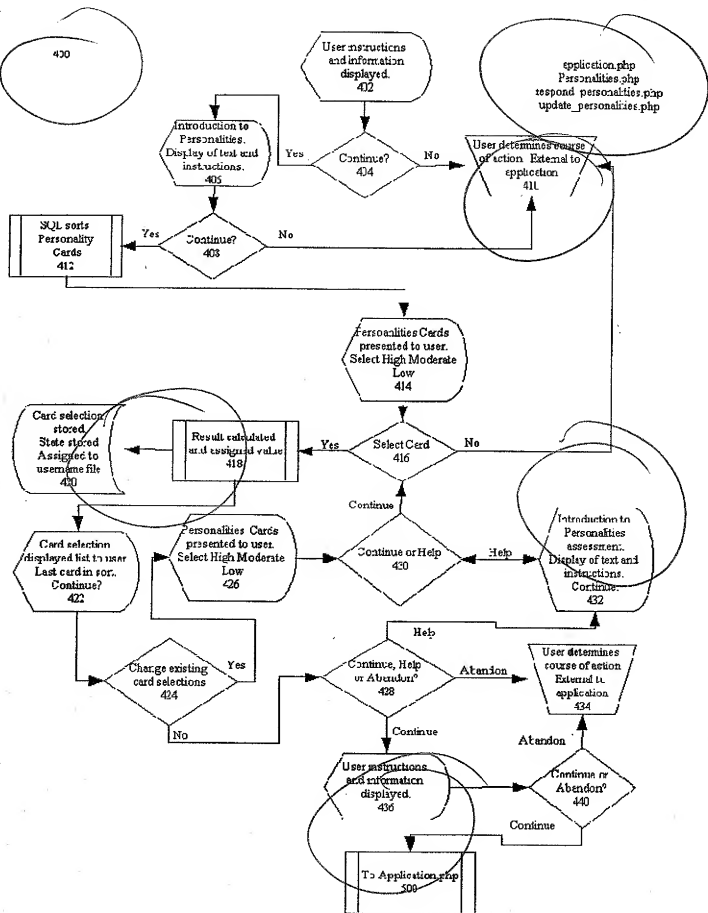 400
User instructions
and information
displayed.
402
application.php
Personalities.php
respond_personalities.php
update_personalities.php
Introduction to
Personalities.
Display of text and
instructions.
Yes
Continue?
404
No
User determines course
of action External to
application
SQL sorts
Personality
Cards
412
Yes
Continue?
408
No
Persoanlities Cards
presented to user.
Select High Moderate
Low
414
Card selection
stored
State stored
Assigned to
username file
420
Result calculated
and assigned value
418
Yes
Select Card
416
No
Continue
Card selection
displayed list to user
Last card in sort.
Continue?
422
Personalities Cards
presented to user.
Select High Moderate
Low
426
Continue or Help
430
Help
Introduction to
Personalities
assessment.
Display of text and
instructions.
Continue.
432
Help
Change existing
card selections
424
Yes
No
Continue, Help
or Abandon?
428
Abandon
User determines
course of action
External to
application
434
Continue
Abandon
User instructions
and information
displayed.
436
Continue or
Abandon?
440
Continue
To Application.php
500